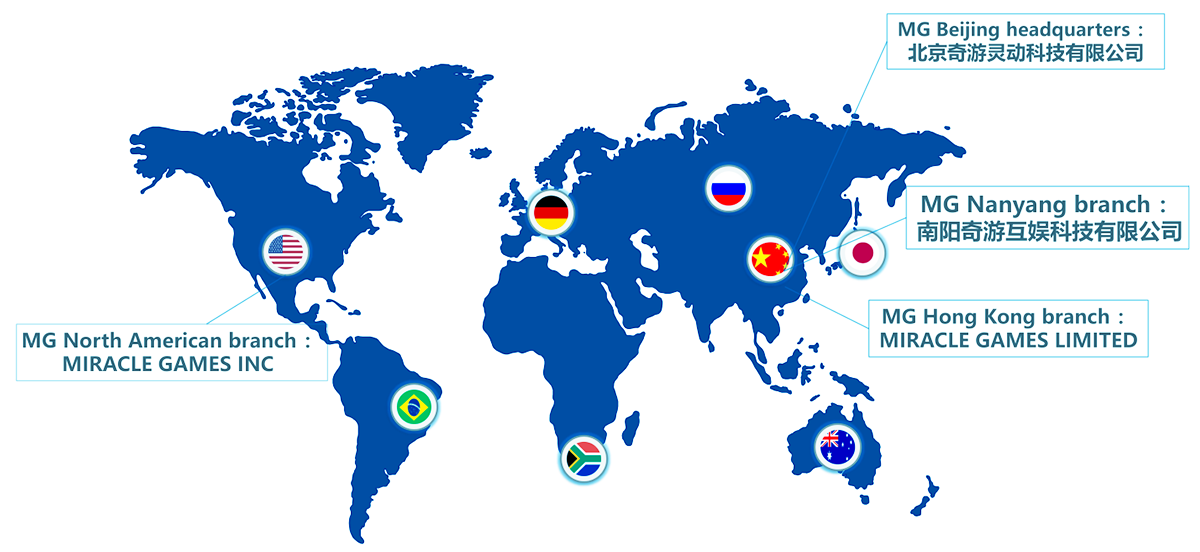 MG Beijing headquarters：
北京奇游灵动科技有限公司
MG Nanyang branch：
南阳奇游互娱科技有限公司
MG Hong Kong branch：
MIRACLE GAMES LIMITED
MG North American branch：
MIRACLE GAMES INC